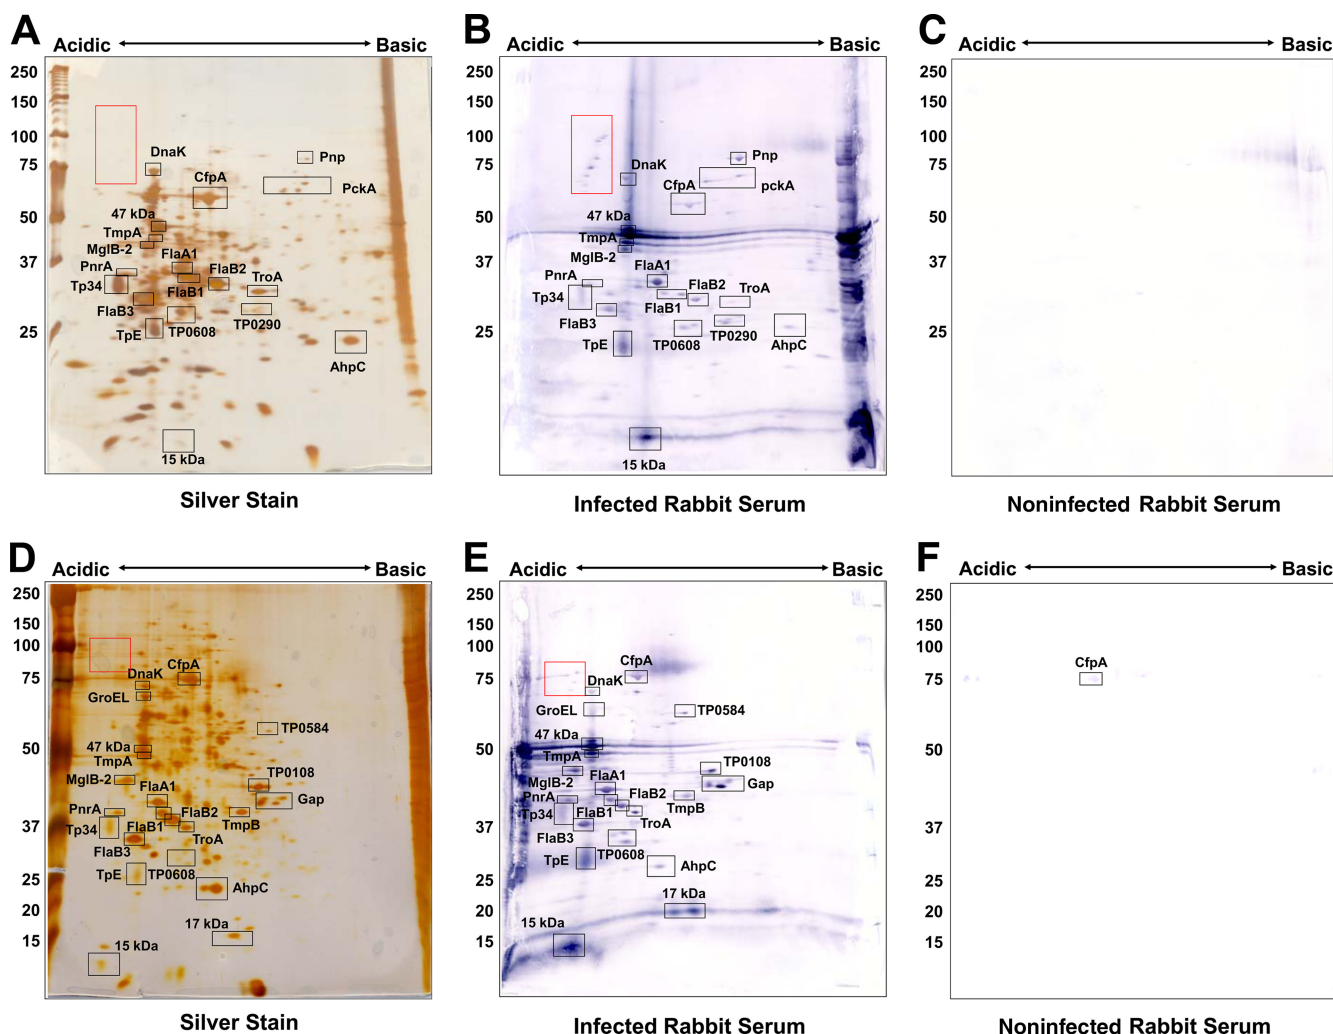 A
Acidic
Basic
250
150
100
75
50
37
25
DnaK
Pnp
CfpA
PckA
47 kDa
TmpA
MglB-2
FlaA1
PnrA
FlaB2
TroA
Tp34
FlaB1
FlaB3
TP0290
TpE
TP0608
AhpC
15 kDa
Silver Stain
B
Acidic
Basic
250
150
100
75
50
37
25
Pnp
DnaK
CfpA
pckA
47 kDa
TmpA
MglB-2
FlaA1
PnrA
FlaB2
TroA
Tp34
FlaB1
FlaB3
TpE
TP0608
TP0290
AhpC
15 kDa
Infected Rabbit Serum
C
Acidic
Basic
250
150
100
75
50
37
25
Noninfected Rabbit Serum
D
Acidic
Basic
250
150
100
75
50
37
25
20
15
CfpA
DnaK
GroEL
TP0584
47 kDa
TmpA
MglB-2
TP0108
FlaA1
Gap
PnrA
FlaB2
TmpB
Tp34
FlaB1
TroA
FlaB3
TpE
TP0608
AhpC
17 kDa
15 kDa
Silver Stain
E
Acidic
Basic
250
150
100
75
50
37
25
20
15
CfpA
DnaK
GroEL
TP0584
47 kDa
TmpA
TP0108
MglB-2
FlaA1
Gap
PnrA
FlaB2
TmpB
Tp34
FlaB1
TroA
FlaB3
TpE
TP0608
AhpC
17 kDa
15 kDa
Infected Rabbit Serum
F
Acidic
Basic
250
150
100
75
50
37
25
20
15
CfpA
Noninfected Rabbit Serum